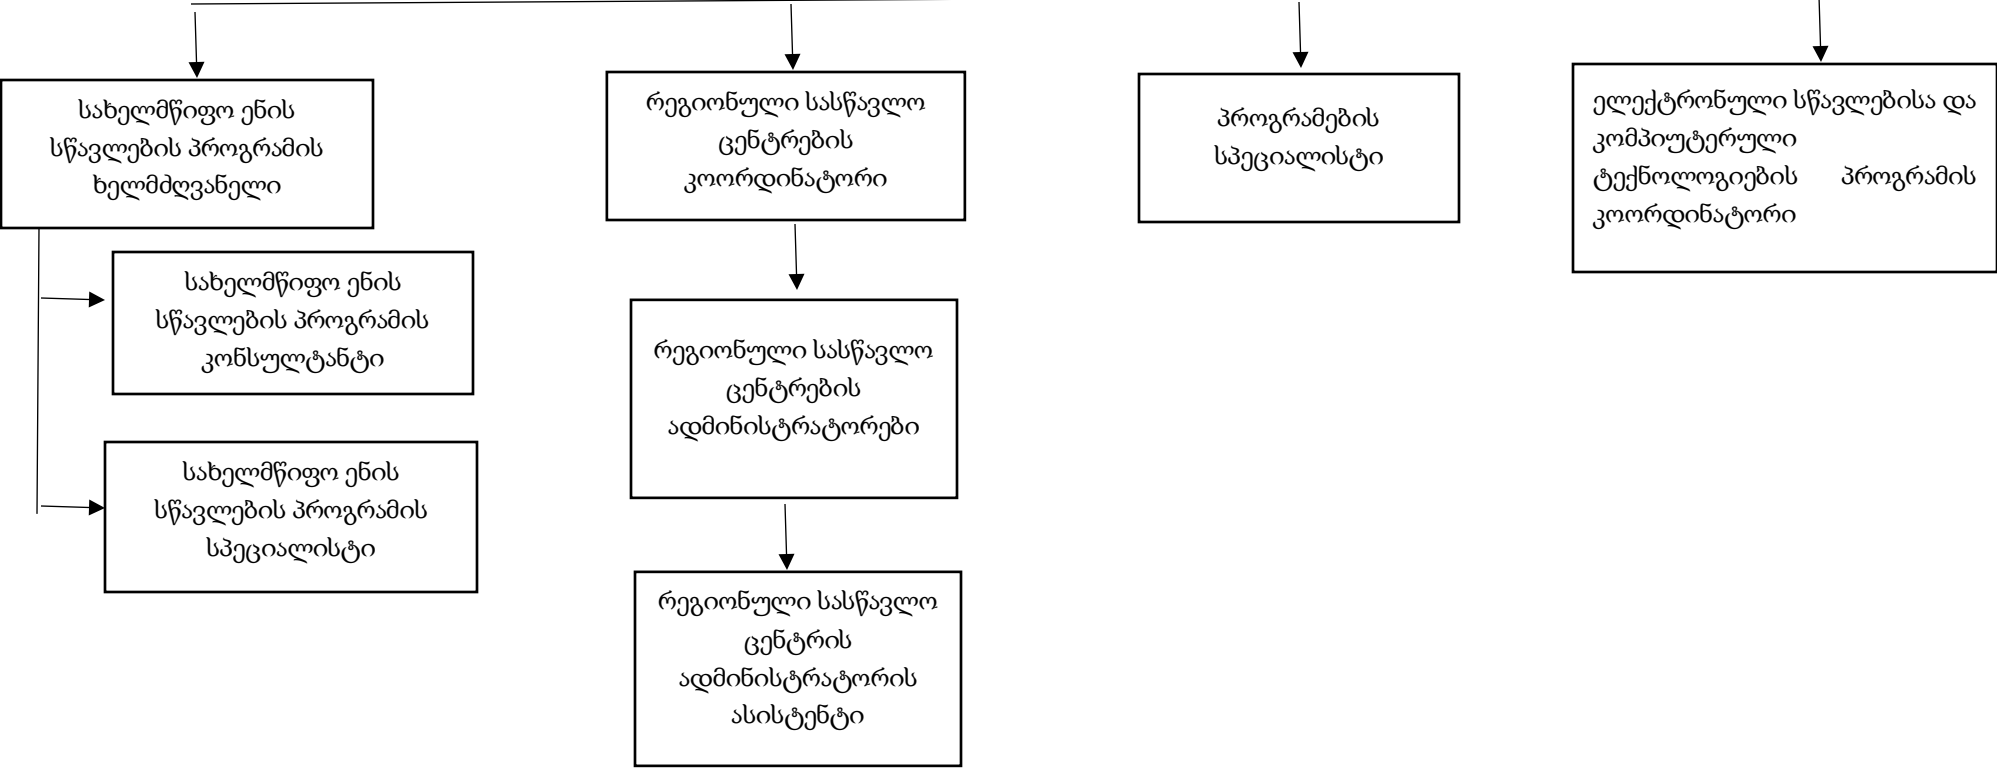 სახელმწიფო ენის
სწავლების პროგრამის
ხელმძღვანელი
რეგიონული სასწავლო
ცენტრების
კოორდინატორი
პროგრამების
სპეციალისტი
ელექტრონული სწავლებისა და
კომპიუტერული
ტექნოლოგიების პროგრამის
კოორდინატორი
სახელმწიფო ენის
სწავლების პროგრამის
კონსულტანტი
რეგიონული სასწავლო
ცენტრების
ადმინისტრატორები
სახელმწიფო ენის
სწავლების პროგრამის
სპეციალისტი
რეგიონული სასწავლო
ცენტრის
ადმინისტრატორის
ასისტენტი